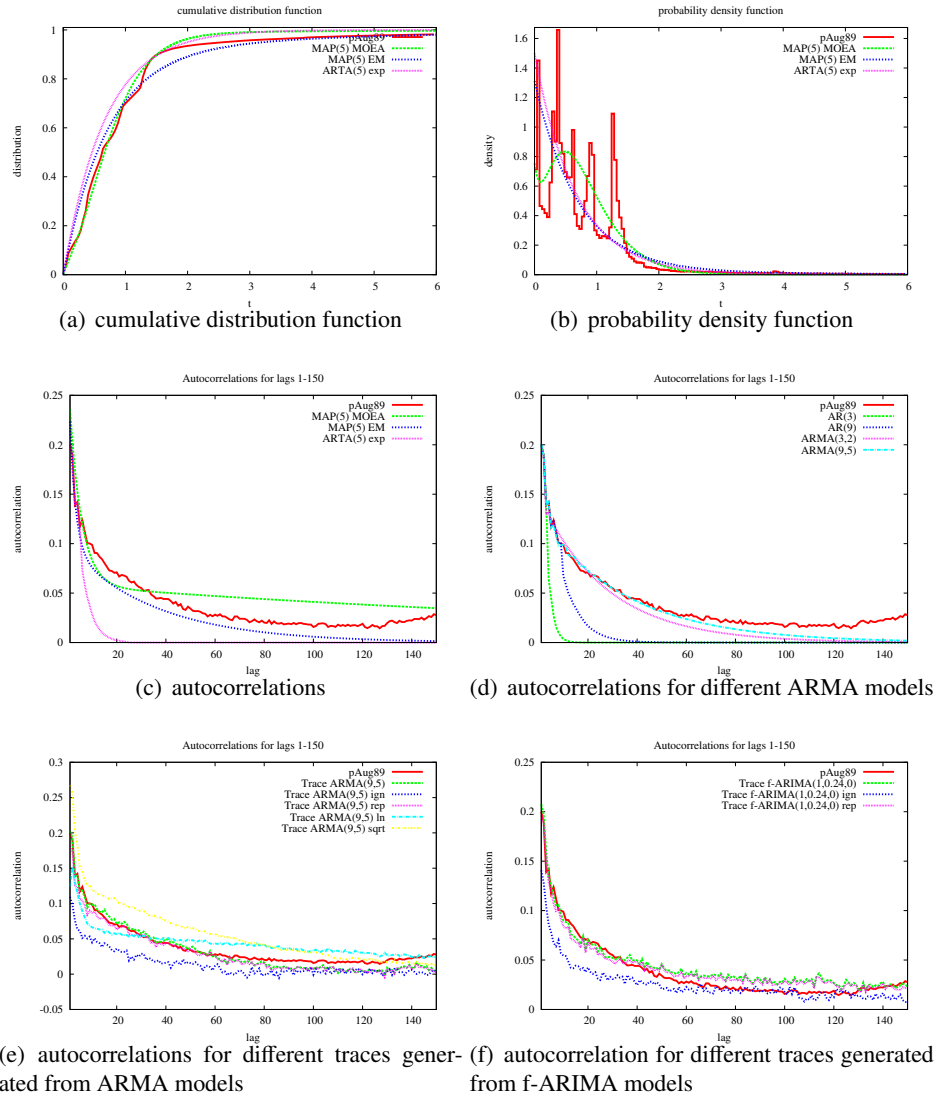 cumulative distribution function
pAug89
MAP(5) MOEA
MAP(5) EM
ARTA(5) exp
distribution
1
0.8
0.6
0.4
0.2
0
0 1 2 3 4 5 6
t
(a) cumulative distribution function
probability density function
pAug89
MAP(5) MOEA
MAP(5) EM
ARTA(5) exp
density
1.6
1.4
1.2
1
0.8
0.6
0.4
0.2
0
0 1 2 3 4 5 6
t
(b) probability density function
Autocorrelations for lags 1-150
pAug89
MAP(5) MOEA
MAP(5) EM
ARTA(5) exp
autocorrelation
0.25
0.2
0.15
0.1
0.05
0
20 40 60 80 100 120 140
lag
(c) autocorrelations
Autocorrelations for lags 1-150
pAug89
AR(3)
AR(9)
ARMA(3,2)
ARMA(9,5)
autocorrelation
0.25
0.2
0.15
0.1
0.05
0
20 40 60 80 100 120 140
lag
(d) autocorrelations for different ARMA models
Autocorrelations for lags 1-150
pAug89
Trace ARMA(9,5)
Trace ARMA(9,5) ign
Trace ARMA(9,5) rep
Trace ARMA(9,5) ln
Trace ARMA(9,5) sqrt
autocorrelation
0.3
0.25
0.2
0.15
0.1
0.05
0
-0.05
20 40 60 80 100 120 140
lag
(e) autocorrelations for different traces gener-
ated from ARMA models
Autocorrelations for lags 1-150
pAug89
Trace f-ARIMA(1,0.24,0)
Trace f-ARIMA(1,0.24,0) ign
Trace f-ARIMA(1,0.24,0) rep
autocorrelation
0.25
0.2
0.15
0.1
0.05
0
20 40 60 80 100 120 140
lag
(f) autocorrelation for different traces generated
from f-ARIMA models